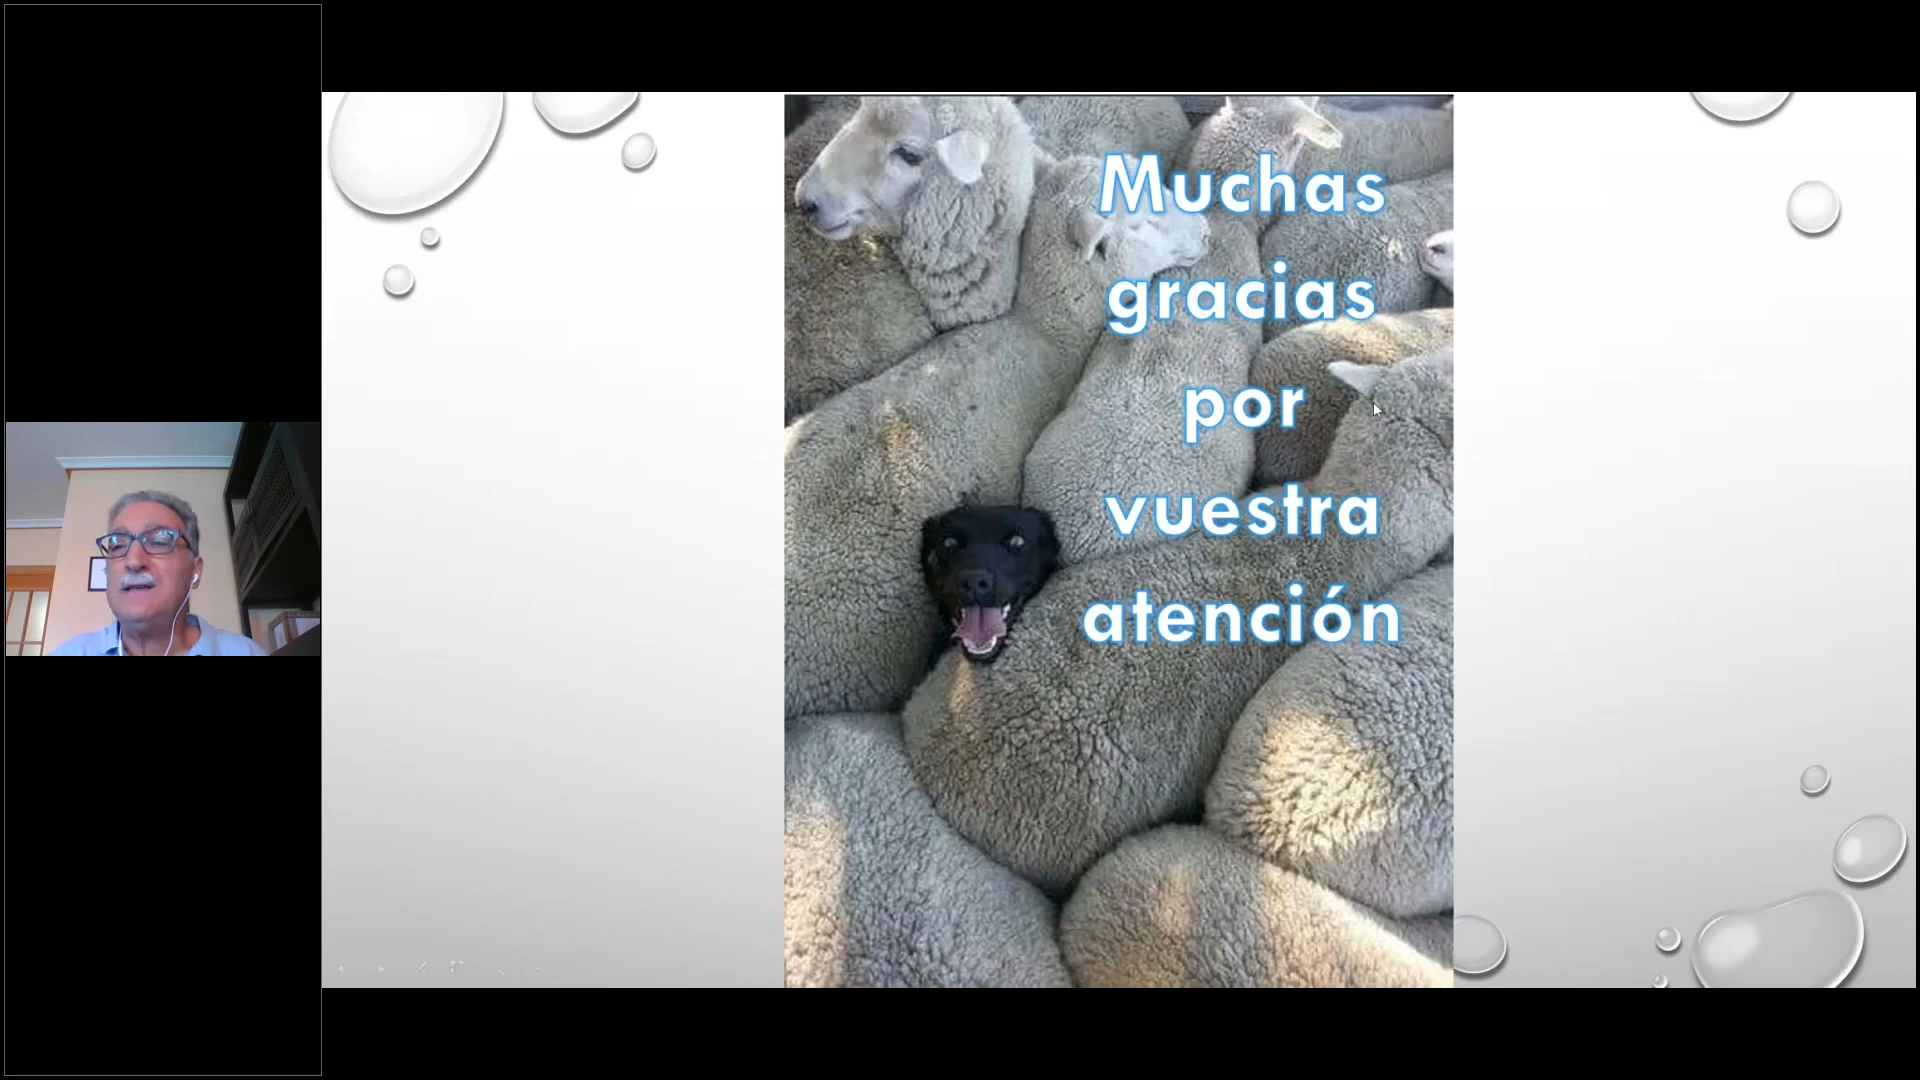 Muchas
gracias
por
vuestra
atención